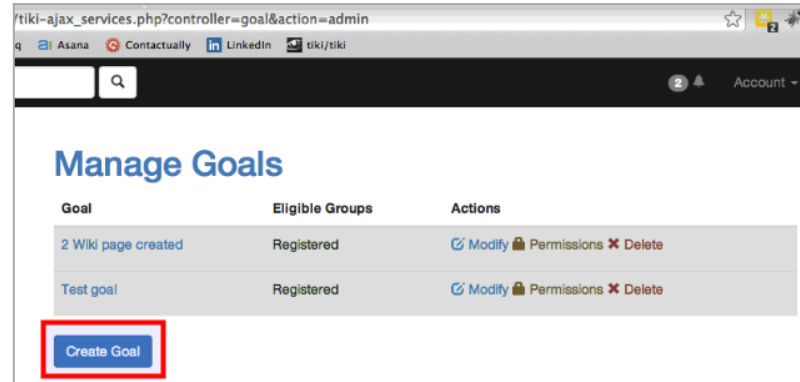 /tiki-ajax_services.php?controller=goal&action=admin
q Asana Contactually in LinkedIn tiki/tiki
2 Account
Manage Goals
Goal Eligible Groups Actions
2 Wiki page created Registered Modify Permissions Delete
Test goal Registered Modify Permissions Delete
Create Goal